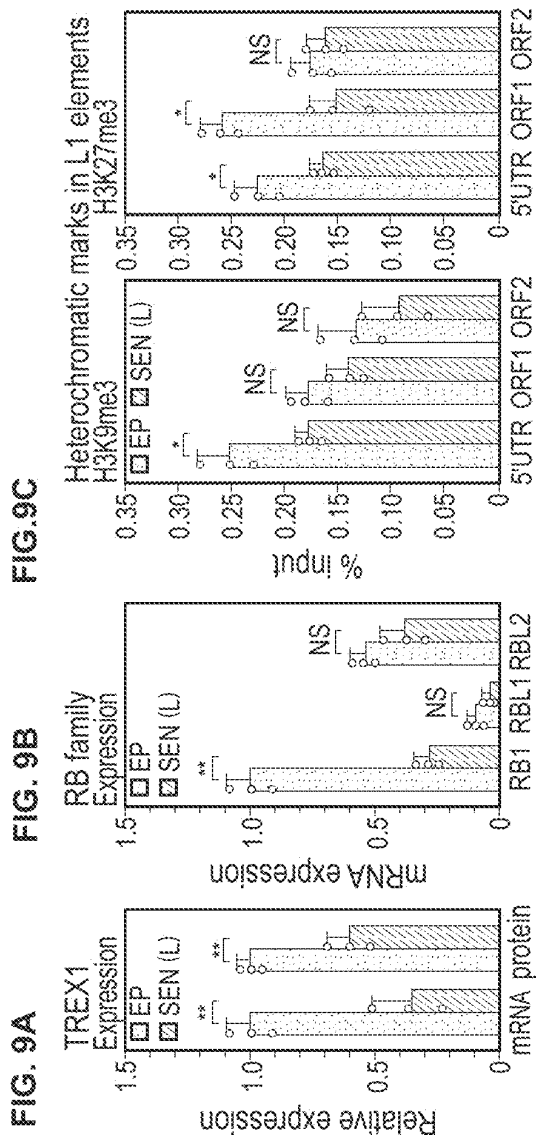 FIG. 9A
TREX1
Expression
EP
SEN (L)
Relative expression
1.5
1.0
0.5
0
**
**
mRNA protein
FIG. 9B
RB family
Expression
EP
SEN (L)
mRNA expression
1.5
1.0
0.5
0
**
NS
NS
RB1 RBL1 RBL2
FIG.9C
Heterochromatic marks in L1 elements
H3K9me3
H3K27me3
EP SEN (L)
% input
0.35
0.30
0.25
0.20
0.15
0.10
0.05
0.00
*
NS
NS
5'UTR ORF1 ORF2
0.35
0.30
0.25
0.20
0.15
0.10
0.05
0.00
*
*
NS
5'UTR ORF1 ORF2